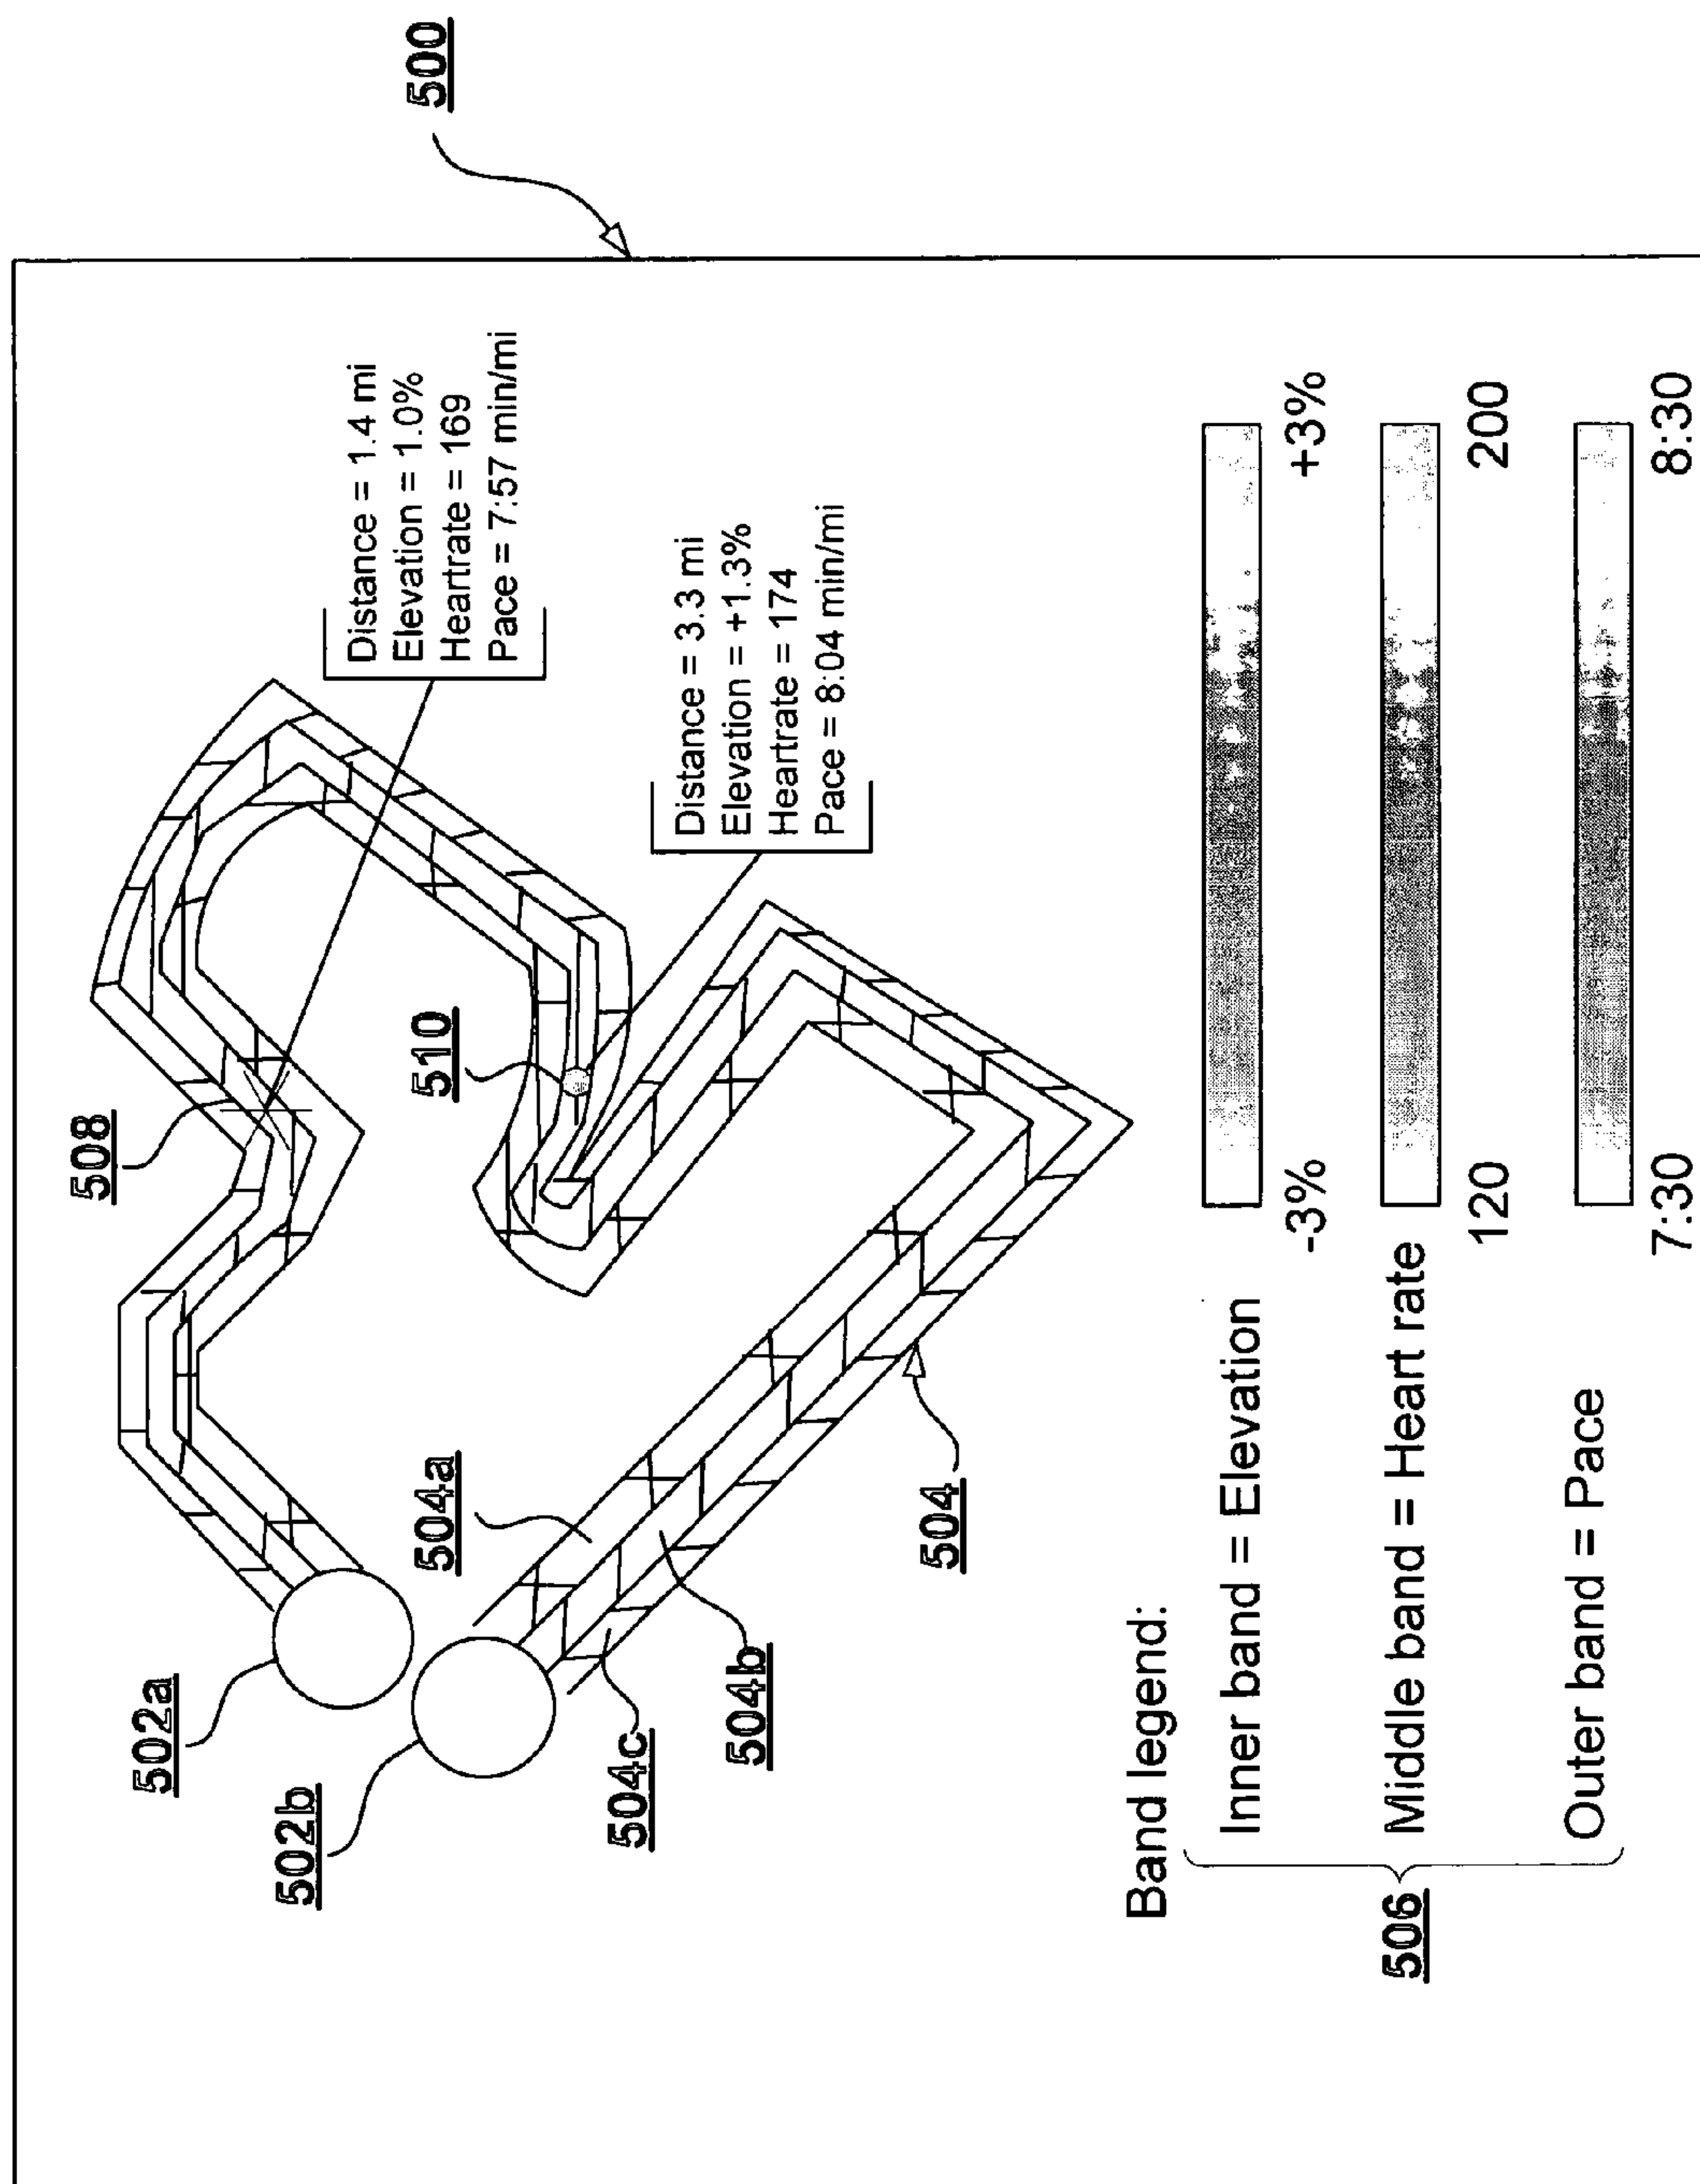 500
508
Distance = 1.4 mi
Elevation = 1.0%
Heartrate = 169
Pace = 7:57 min/mi
502a
510
502b
504a
Distance = 3.3 mi
Elevation = +1.3%
Heartrate = 174
Pace = 8:04 min/mi
504c
504b
504
Band legend:
506
Inner band = Elevation
-3%
+3%
Middle band = Heart rate
120
200
Outer band = Pace
7:30
8:30